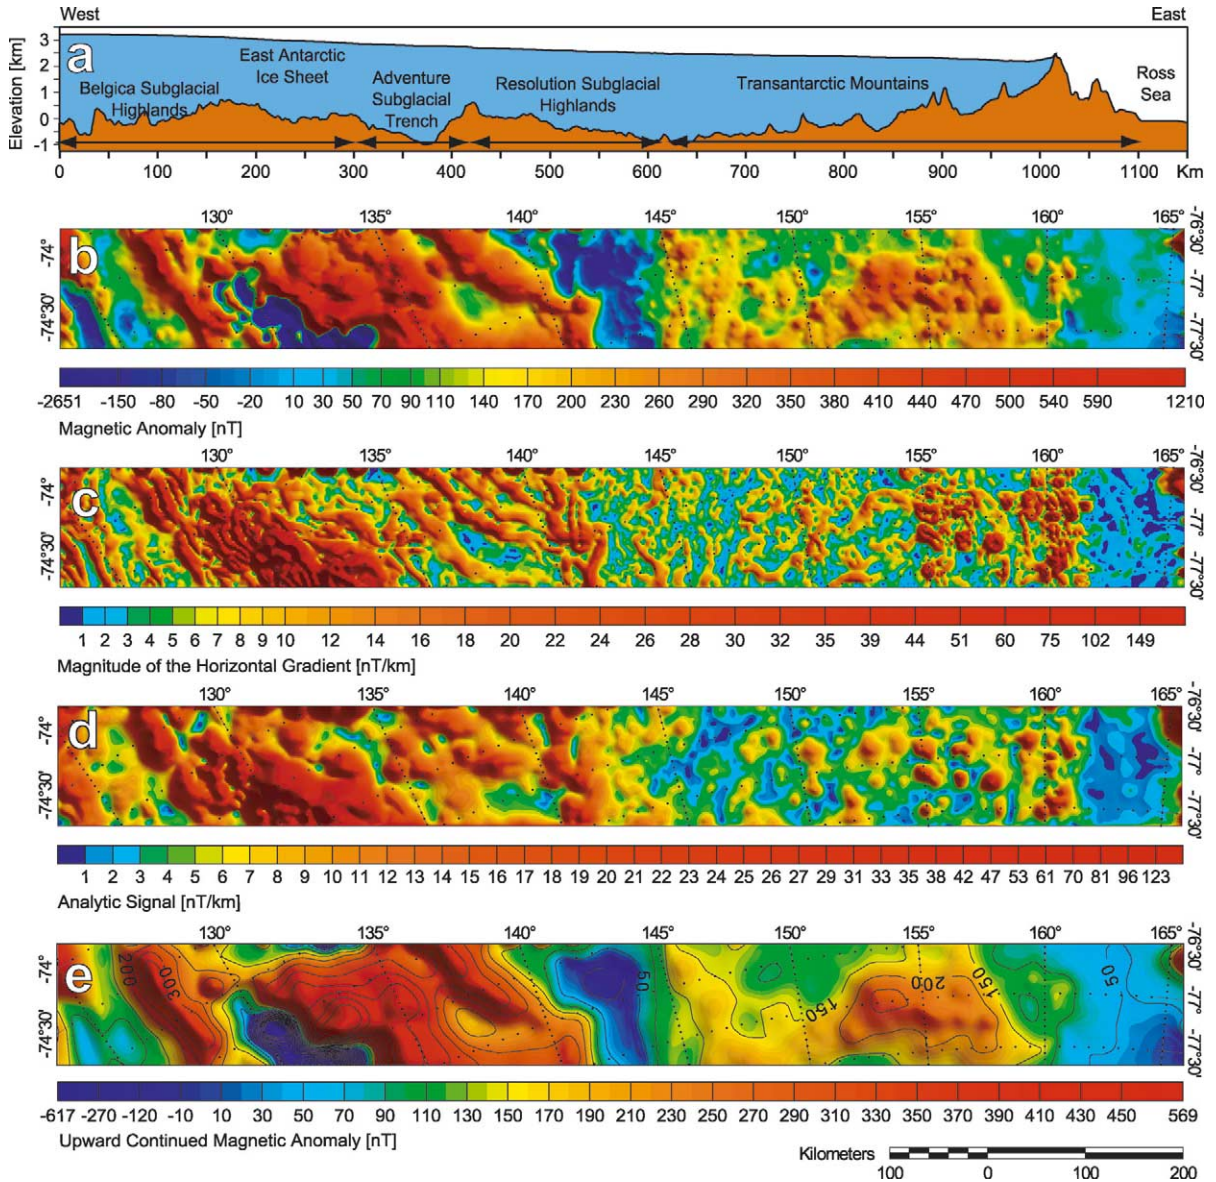 West East
a
Elevation [km]
3
2
1
0
-1
East Antarctic
Ice Sheet
Belgica Subglacial
Highlands
Adventure
Subglacial
Trench
Resolution Subglacial
Highlands
Transantarctic Mountains
Ross
Sea
0 100 200 300 400 500 600 700 800 900 1000 1100 Km
130° 135° 140° 145° 150° 155° 160° 165°
b
-74°
-74°30'
-76°30'
-77°
-77°30'
-2651 -150 -80 -50 -20 10 30 50 70 90 110 140 170 200 230 260 290 320 350 380 410 440 470 500 540 590 1210
Magnetic Anomaly [nT]
130° 135° 140° 145° 150° 155° 160° 165°
c
-74°
-74°30'
-76°30'
-77°
-77°30'
1 2 3 4 5 6 7 8 9 10 12 14 16 18 20 22 24 26 28 30 32 35 39 44 51 60 75 102 149
Magnitude of the Horizontal Gradient [nT/km]
130° 135° 140° 145° 150° 155° 160° 165°
d
-74°
-74°30'
-76°30'
-77°
-77°30'
1 2 3 4 5 6 7 8 9 10 11 12 13 14 15 16 17 18 19 20 21 22 23 24 25 26 27 29 31 33 35 38 42 47 53 61 70 81 96 123
Analytic Signal [nT/km]
130° 135° 140° 145° 150° 155° 160° 165°
e
-74°
-74°30'
200
300
50
150
200
150
50
-76°30'
-77°
-77°30'
-617 -270 -120 -10 10 30 50 70 90 110 130 150 170 190 210 230 250 270 290 310 330 350 370 390 410 430 450 569
Upward Continued Magnetic Anomaly [nT]
Kilometers
100 0 100 200